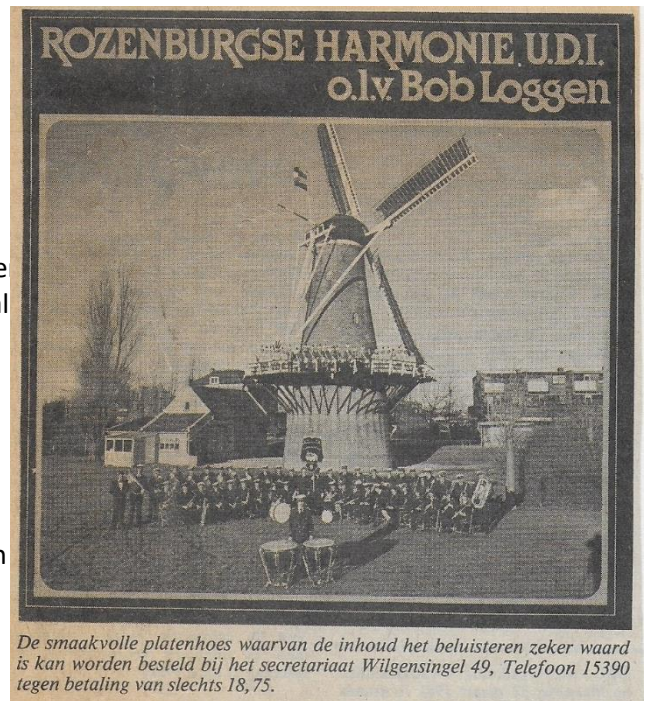 ROZENBURGSE HARMONIE U.D.I.
o.l.v. Bob Loggen
e
al
n
De smaakvolle platenhoes waarvan de inhoud het beluisteren zeker waard
is kan worden besteld bij het secretariaat Wilgensingel 49, Telefoon 15390
tegen betaling van slechts 18,75.